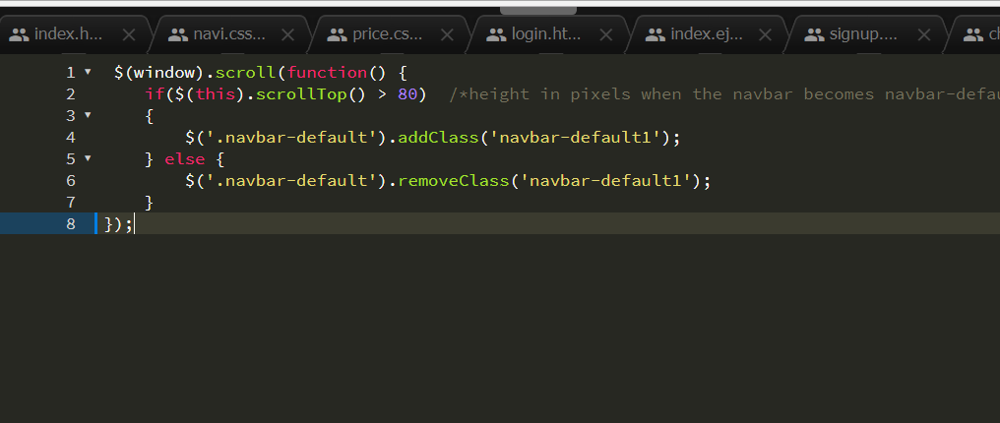 index.h...
navi.css...
price.cs...
login.ht...
index.ej...
signup....
1 $(window).scroll(function() {
2 if($(this).scrollTop() > 80) /*height in pixels when the navbar becomes navbar-defau
3 {
4 $('.navbar-default').addClass('navbar-default1');
5 } else {
6 $('.navbar-default').removeClass('navbar-default1');
7 }
8 });